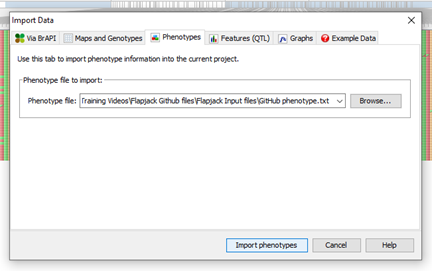 Import Data
Via BrAPI Maps and Genotypes Phenotypes Features (QTL) Graphs Example Data
Use this tab to import phenotype information into the current project.
Phenotype file to import:
Phenotype file: Training Videos\Flapjack Github files\Flapjack Input files\GitHub phenotype.txt Browse...
Import phenotypes Cancel Help